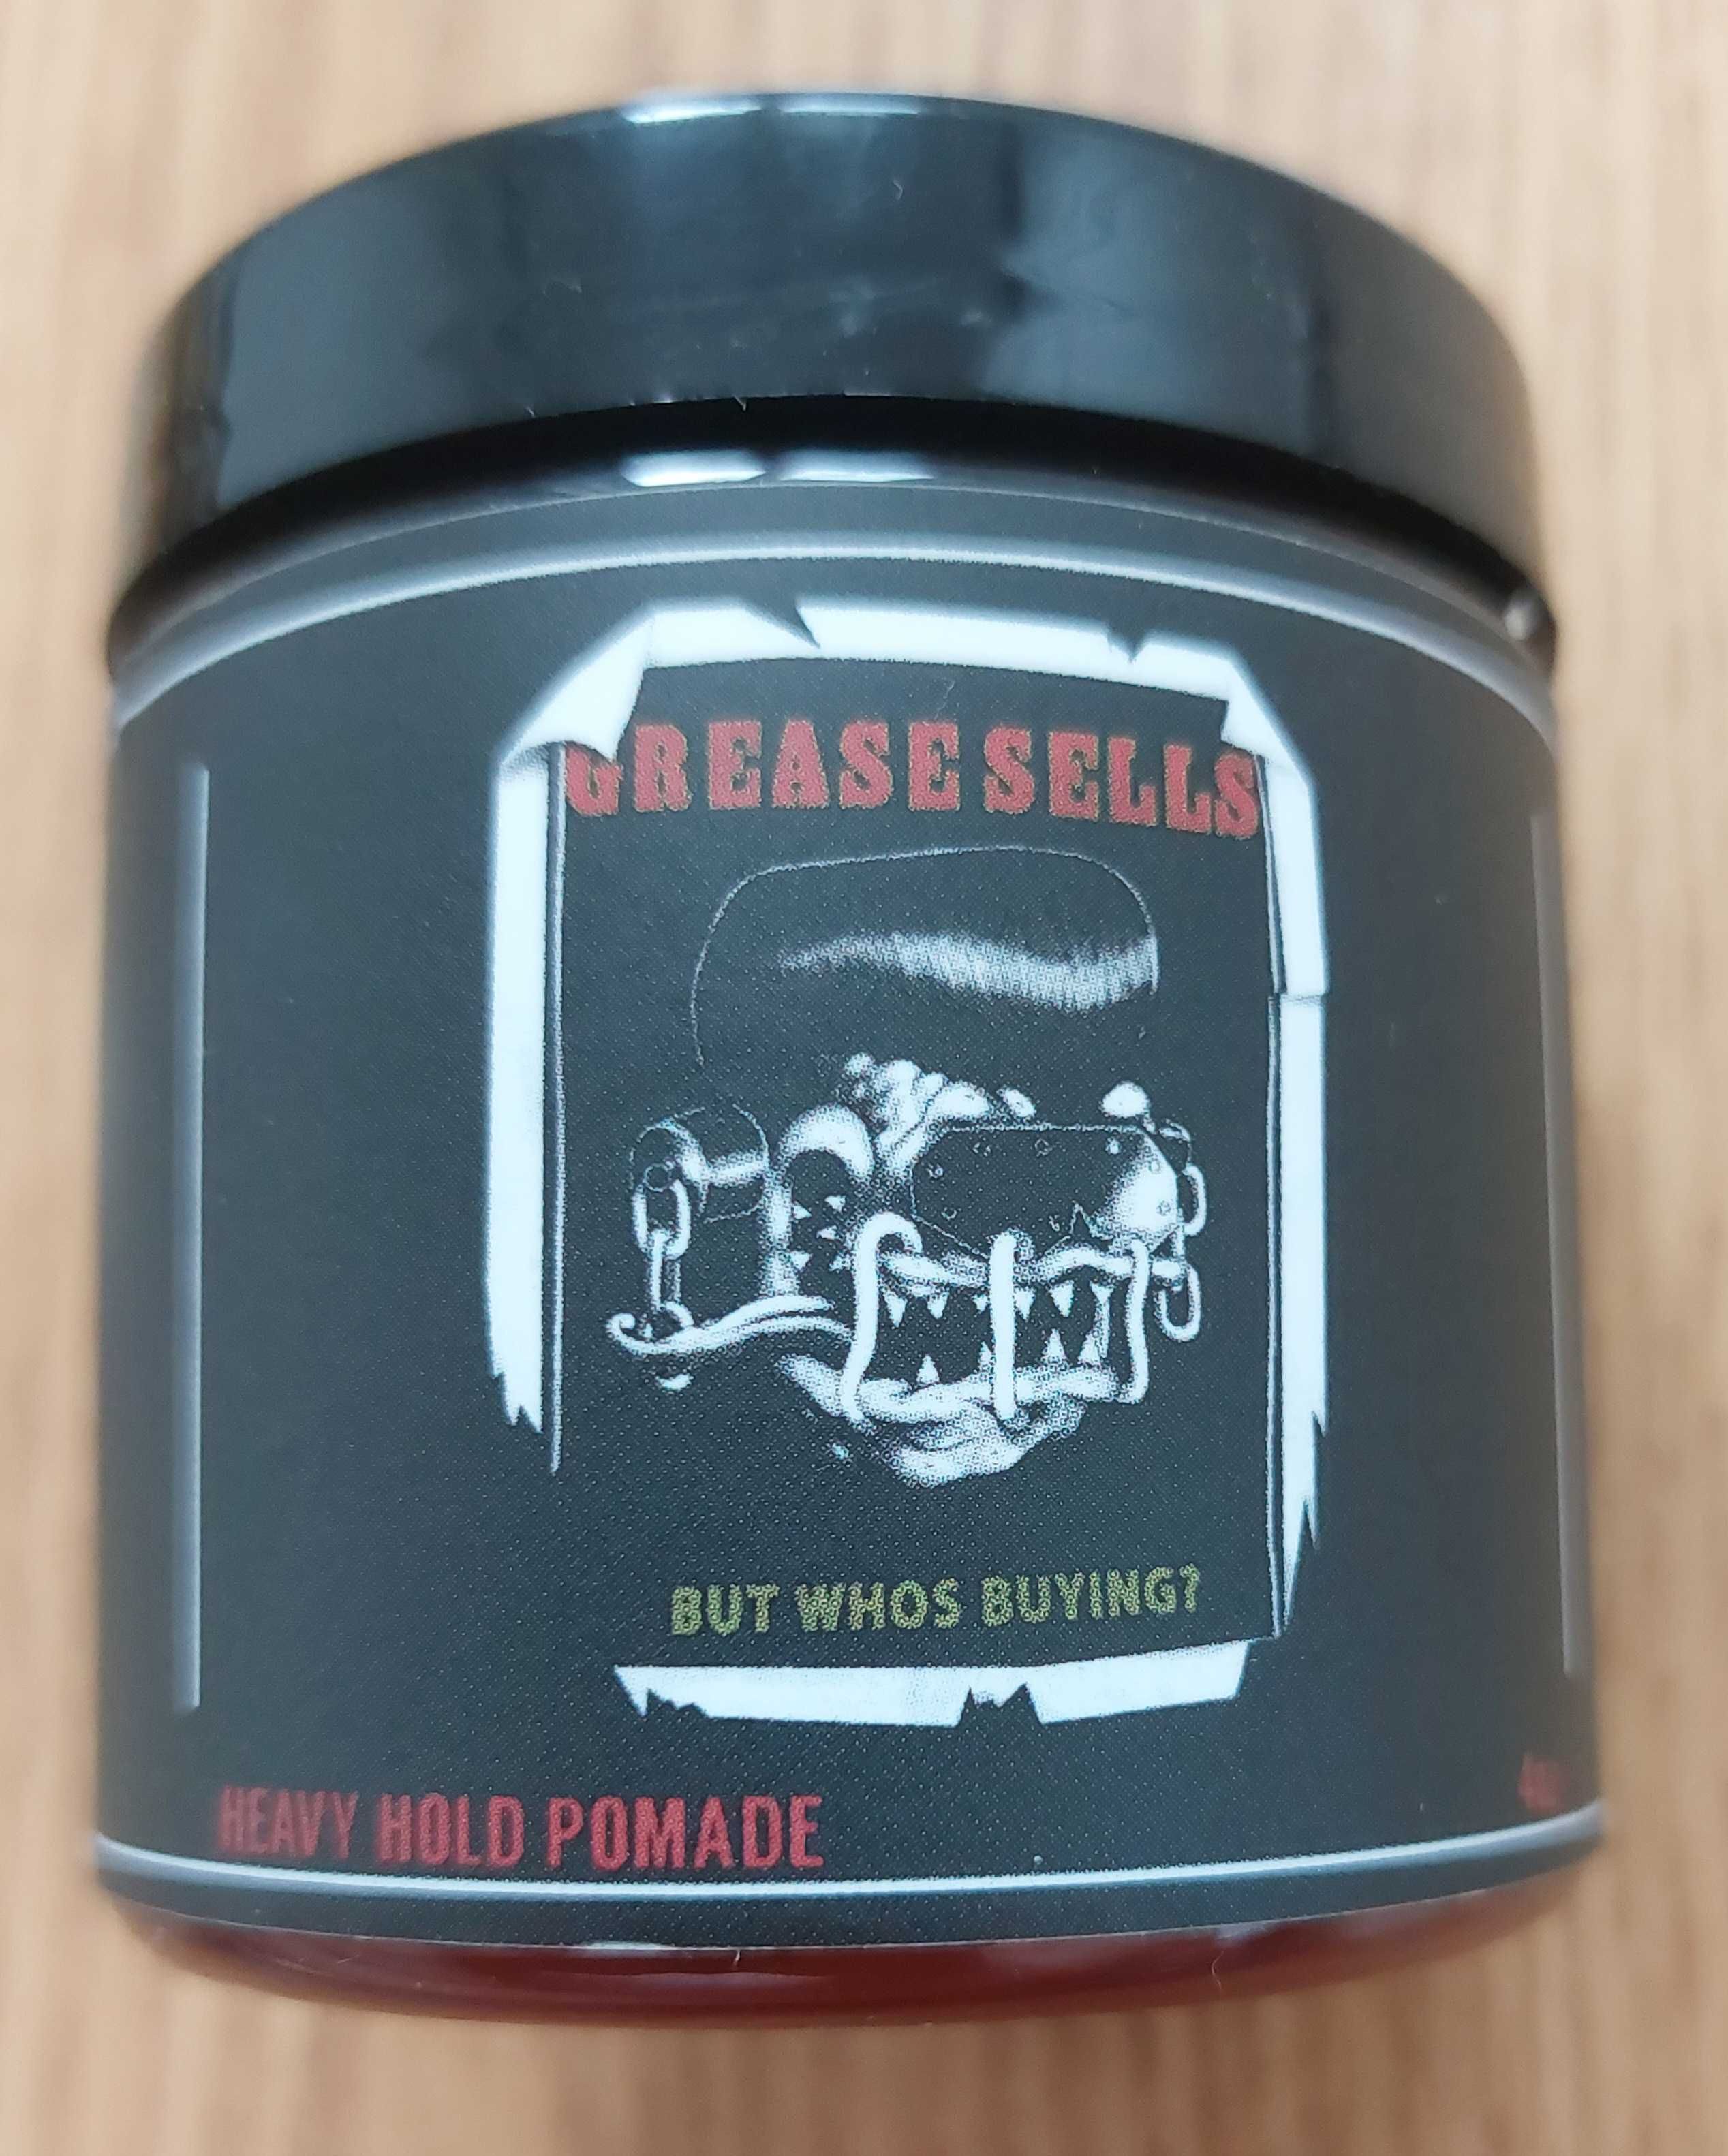 GREASE SELLS
BUT WHOS BUYING?
HEAVY HOLD POMADE